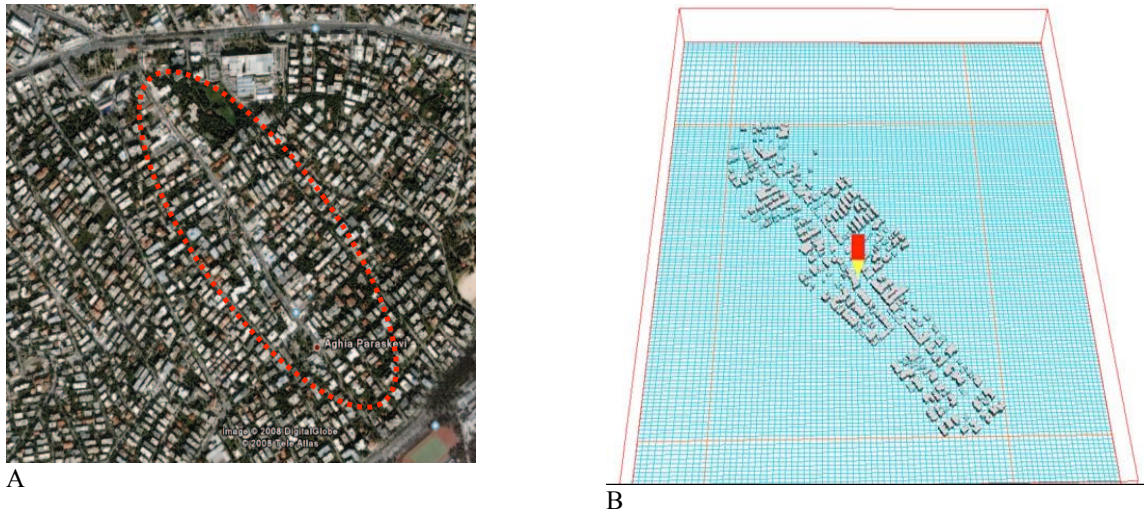 Aghia Paraskevi
Image © 2008 DigitalGlobe
© 2008 Tele Atlas
A
B